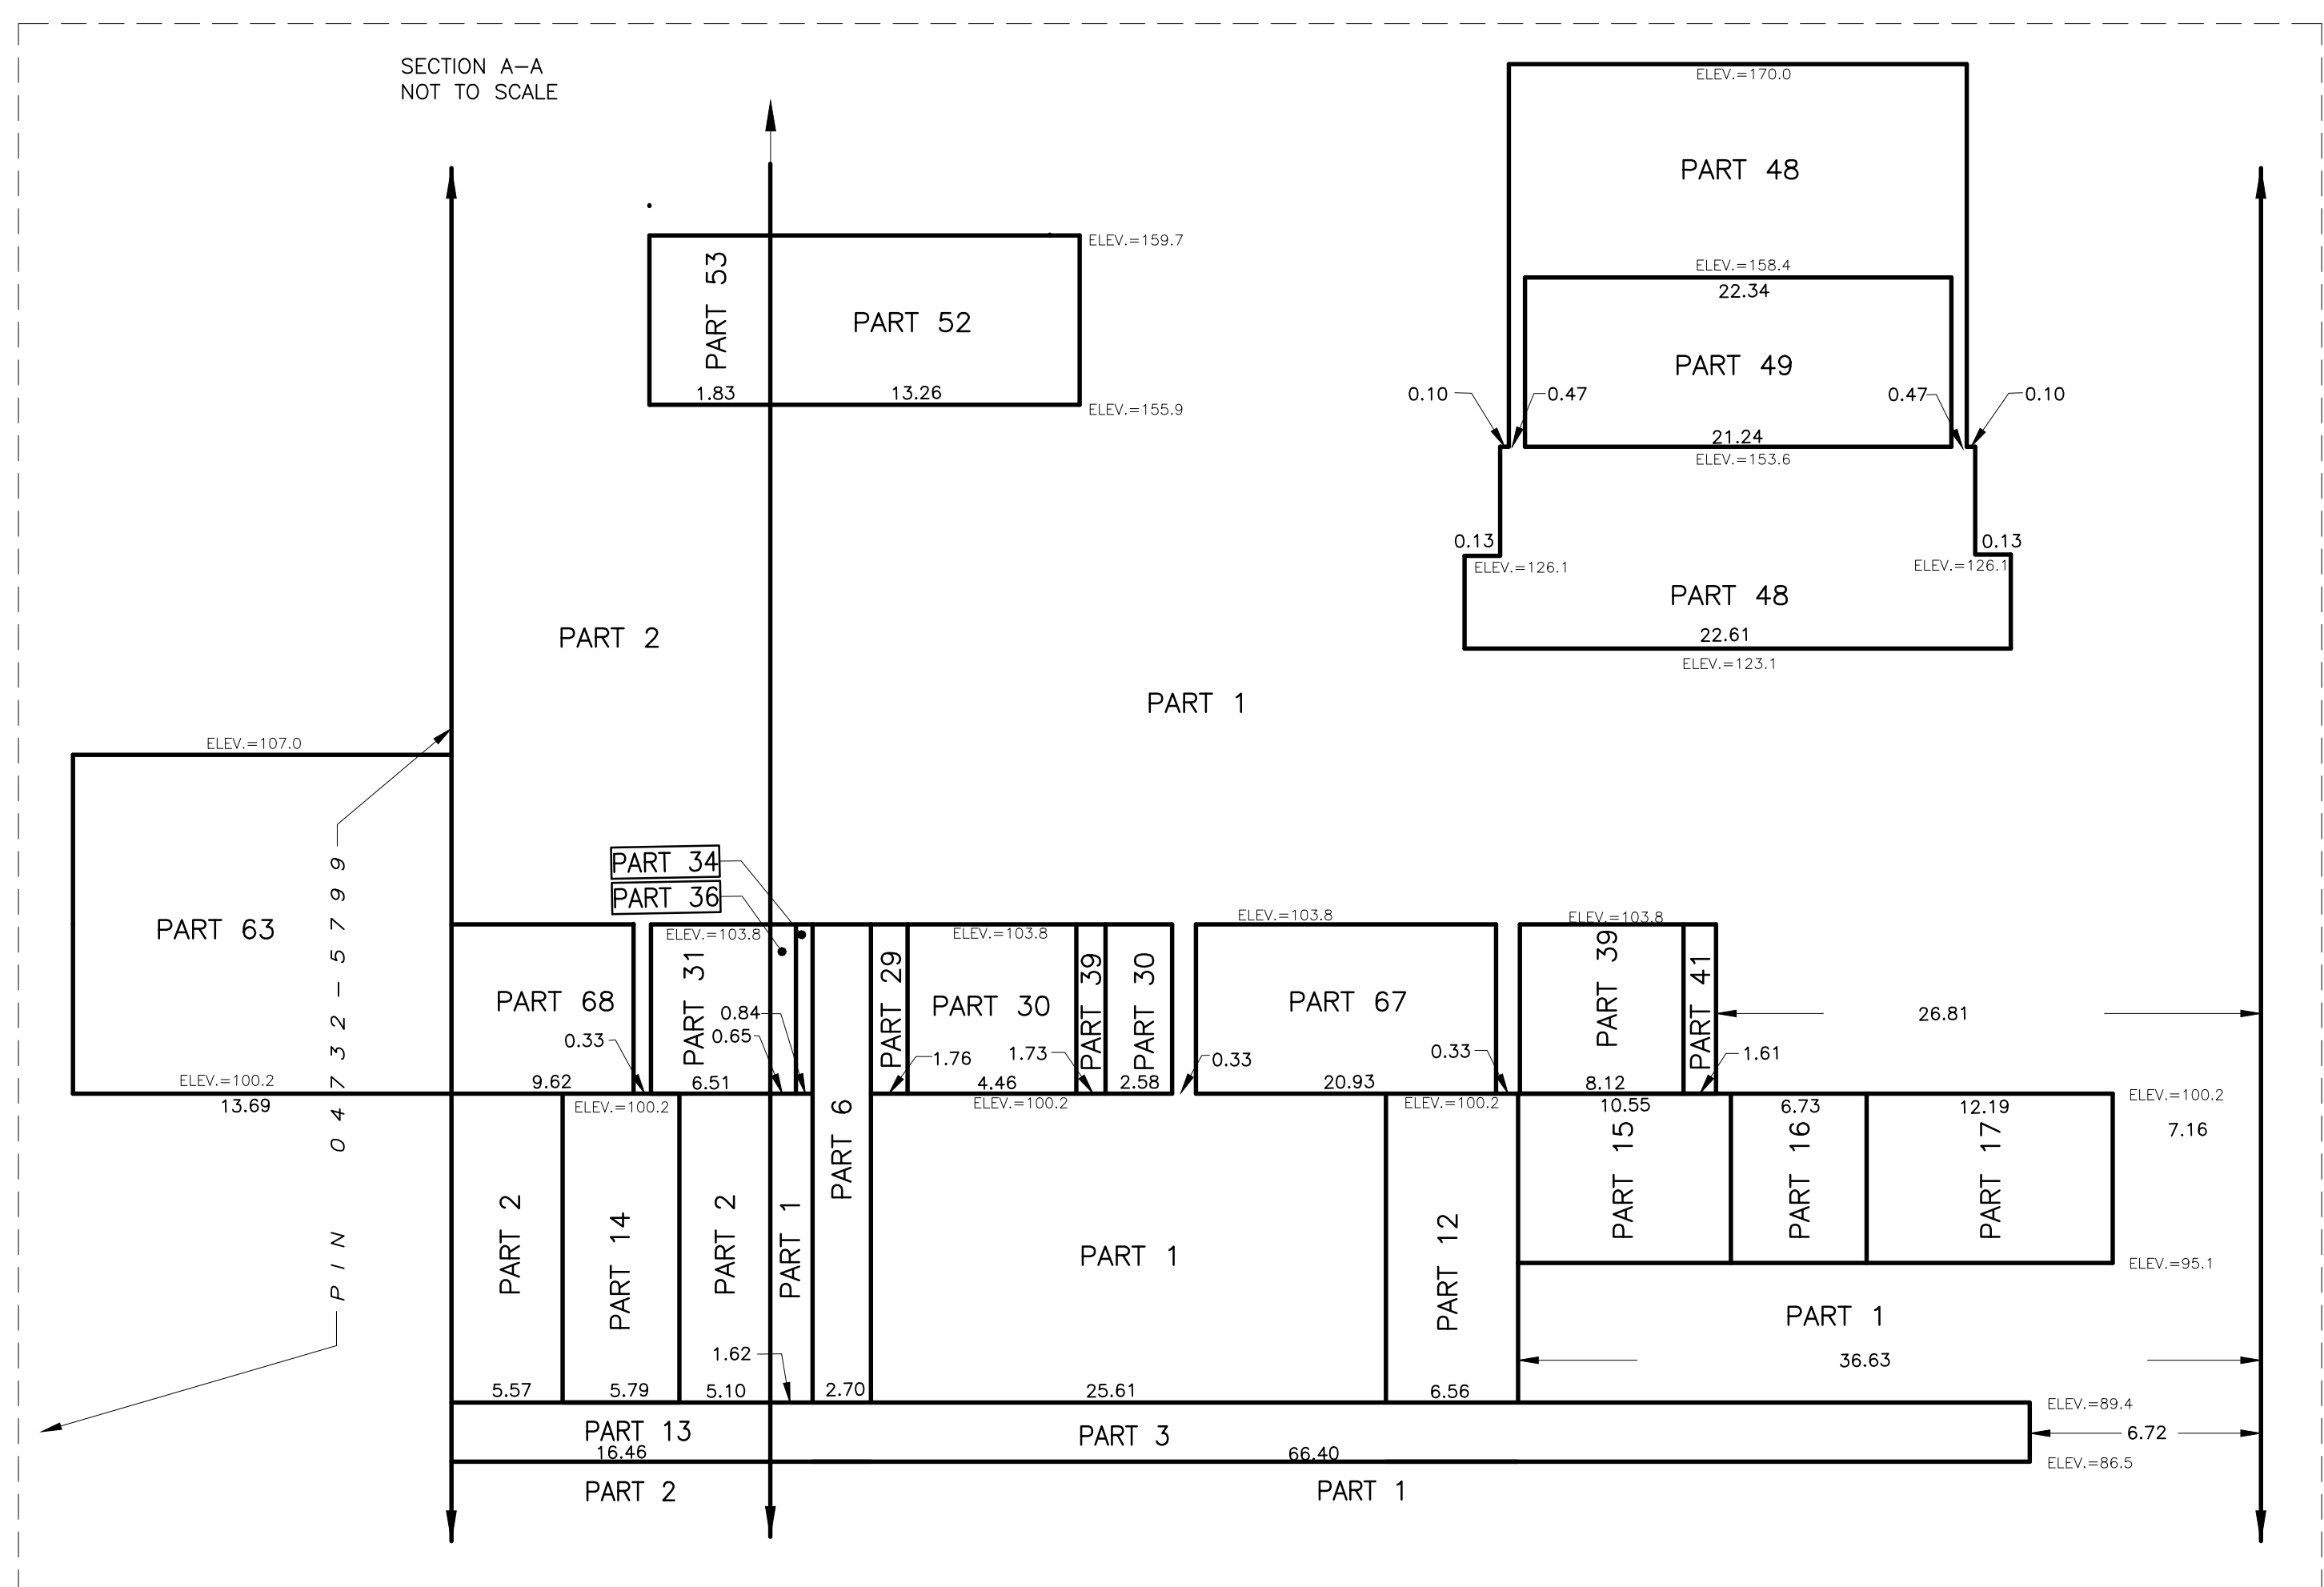 SECTION A-A
NOT TO SCALE
ELEV.=170.0
PART 48
ELEV.=159.7
PART 53
PART 52
1.83
13.26
ELEV.=155.9
ELEV.=158.4
22.34
PART 49
0.10
0.47
0.47
0.10
21.24
ELEV.=153.6
0.13
0.13
ELEV.=126.1
ELEV.=126.1
PART 48
22.61
ELEV.=123.1
PART 2
PART 1
ELEV.=107.0
PART 63
ELEV.=100.2
13.69
PIN 04732-5799
PART 34
PART 36
ELEV.=103.8
ELEV.=103.8
ELEV.=103.8
ELEV.=103.8
PART 68
0.33
9.62
PART 31
0.84
0.65
6.51
PART 6
PART 29
1.76
PART 30
4.46
1.73
PART 39
PART 30
2.58
0.33
PART 67
20.93
0.33
PART 39
8.12
PART 41
1.61
26.81
ELEV.=100.2
ELEV.=100.2
ELEV.=100.2
10.55
6.73
12.19
ELEV.=100.2
7.16
PART 15
PART 16
PART 17
ELEV.=95.1
PART 2
PART 14
PART 2
PART 1
PART 1
PART 12
PART 1
36.63
1.62
5.57
5.79
5.10
2.70
25.61
6.56
ELEV.=89.4
PART 13
16.46
PART 3
66.40
6.72
ELEV.=86.5
PART 2
PART 1